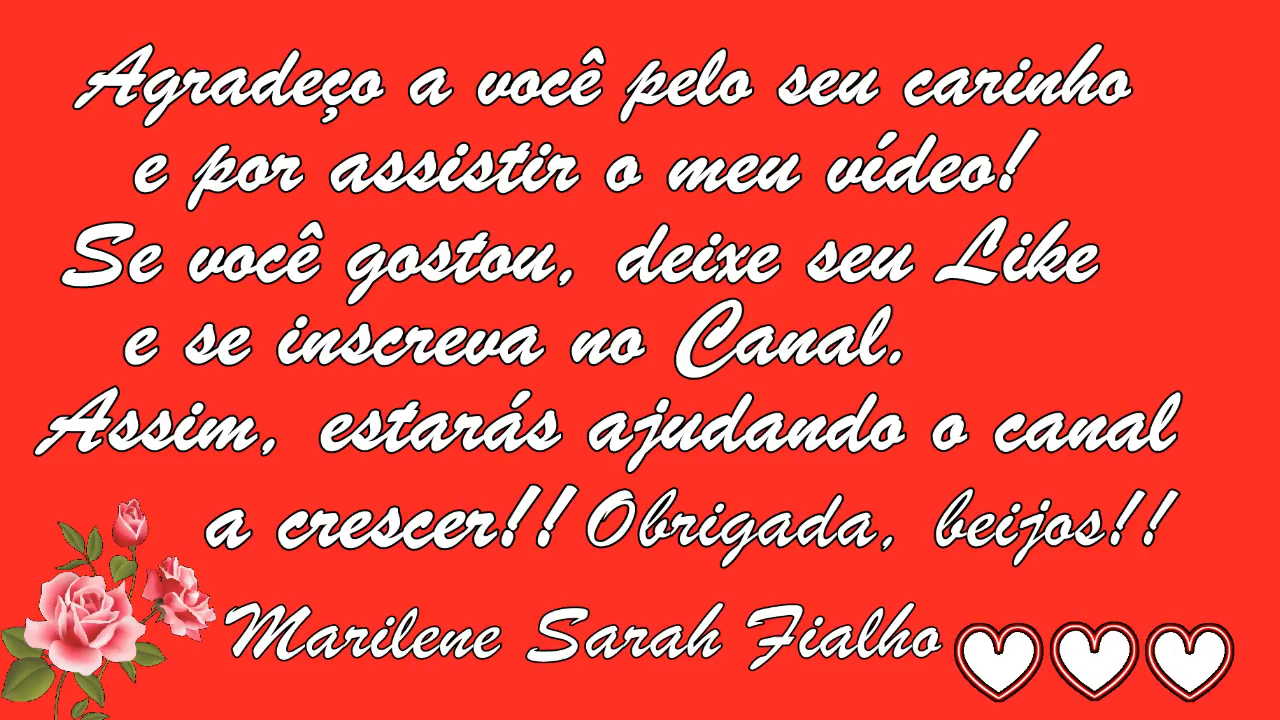 Agradeço a você pelo seu carinho
e por assistir o meu vídeo!
Se você gostou, deixe seu Like
e se inscreva no Canal.
Assim, estarás ajudando o canal
a crescer!! Obrigada, beijos!!
Marilene Sarah Fialho